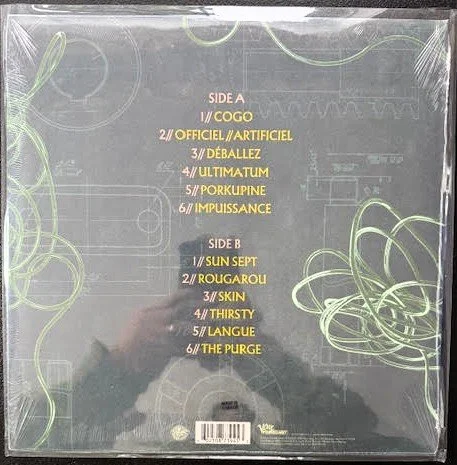 SIDE A
1// COGO
2// OFFICIEL // ARTIFICIEL
3// DÉBALLEZ
4// ULTIMATUM
5// PORKUPINE
6// IMPUISSANCE
SIDE B
1// SUN SEPT
2// ROUGAROU
3// SKIN
4// THIRSTY
5// LANGUE
6// THE PURGE